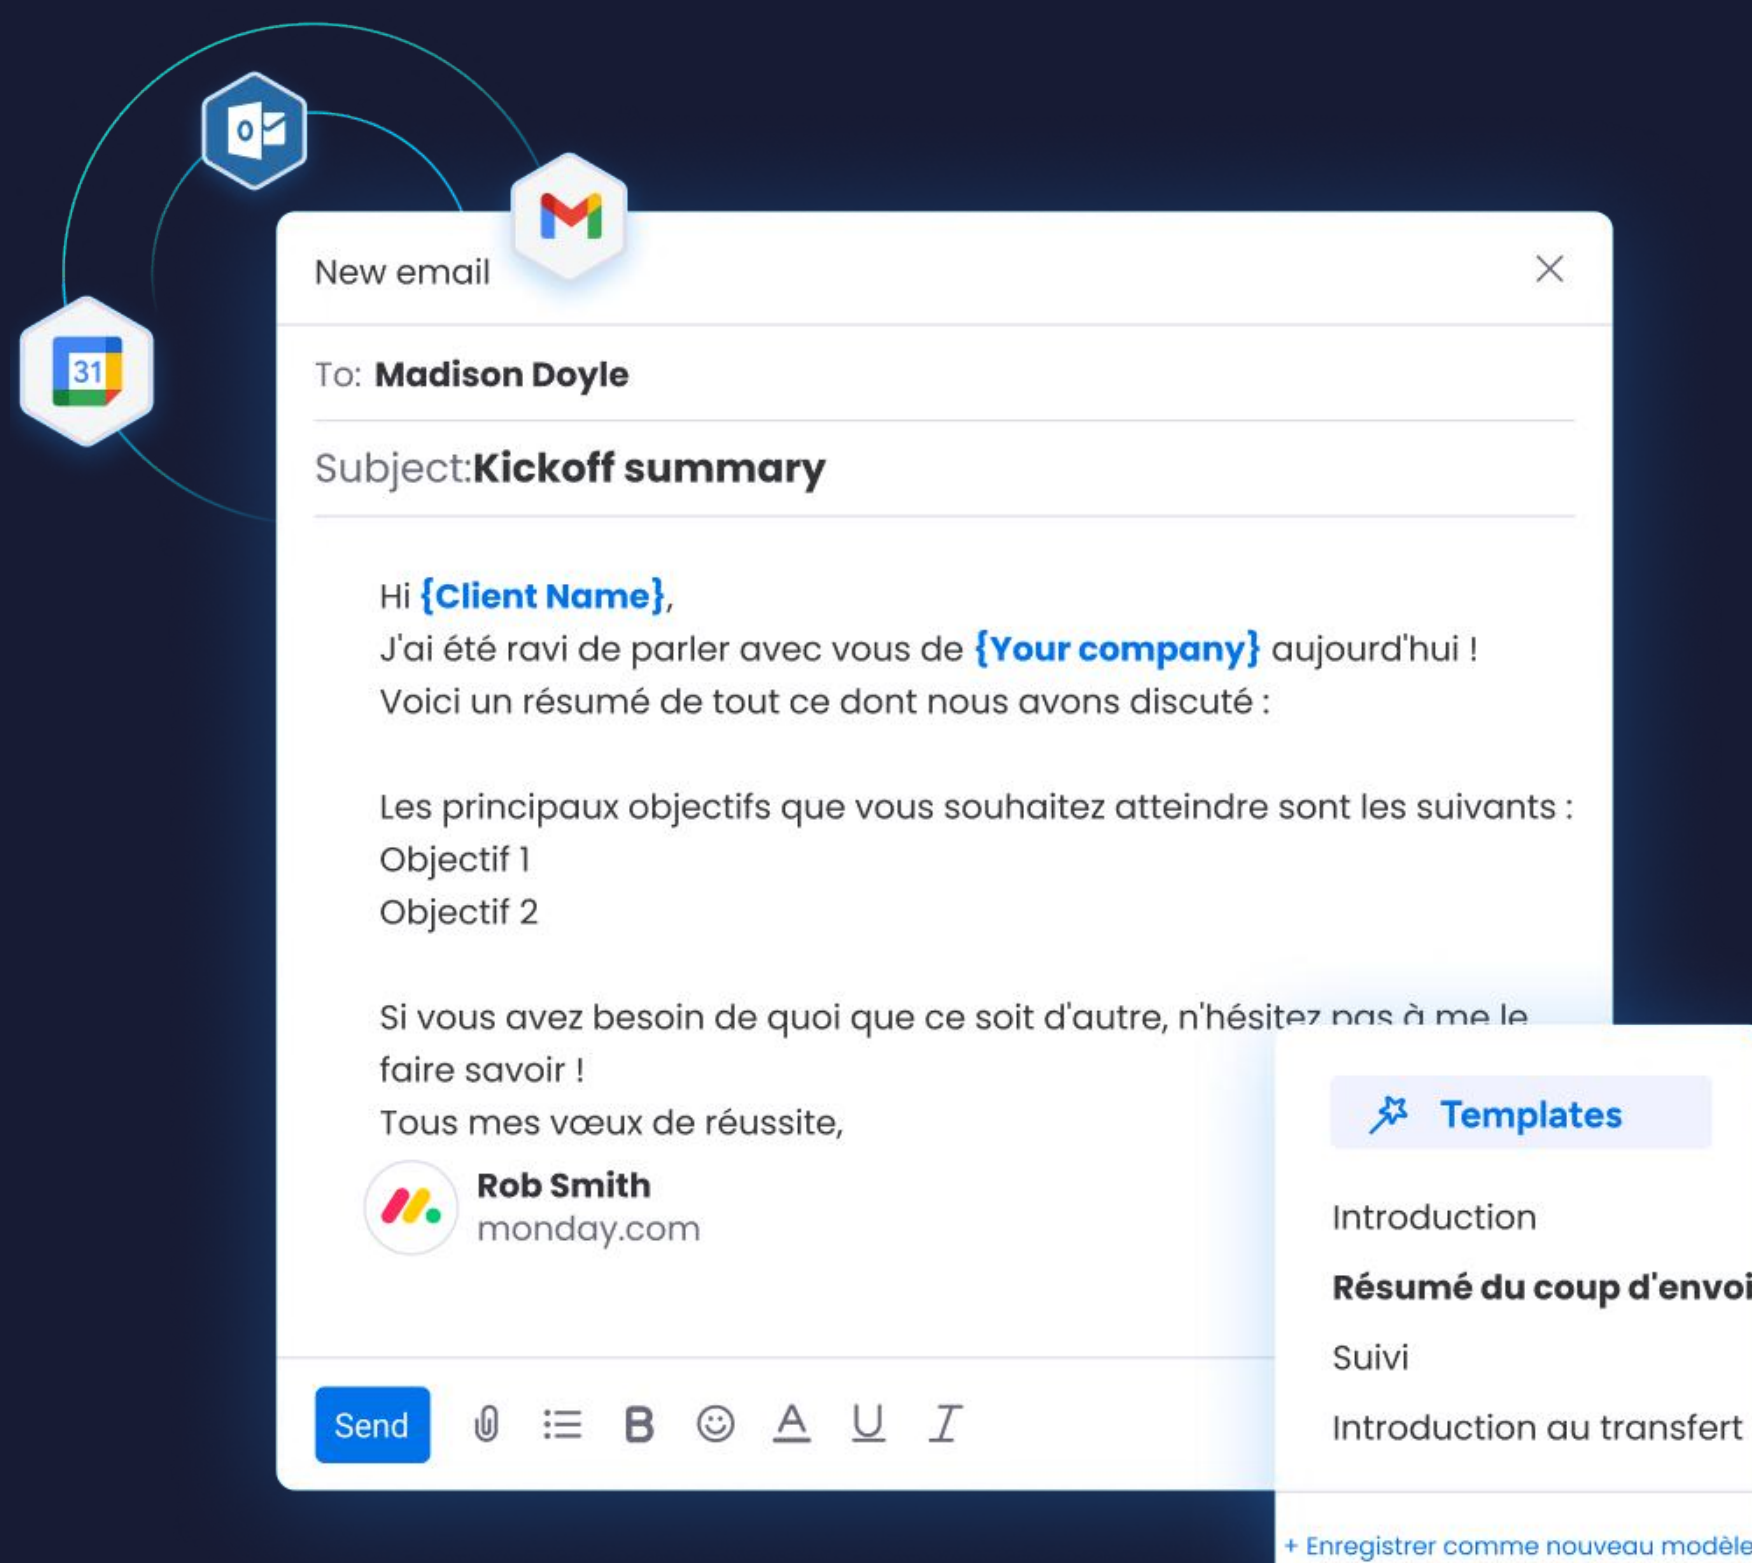 New email
To: Madison Doyle
Subject:Kickoff summary
Hi {Client Name},
J'ai été ravi de parler avec vous de {Your company} aujourd'hui !
Voici un résumé de tout ce dont nous avons discuté :
Les principaux objectifs que vous souhaitez atteindre sont les suivants :
Objectif 1
Objectif 2
Si vous avez besoin de quoi que ce soit d'autre, n'hésitez pas à me le
faire savoir !
Tous mes vœux de réussite,
Rob Smith
monday.com
Send
B
A
U
I
Templates
Introduction
Résumé du coup d'envoi
Suivi
Introduction au transfert
+ Enregistrer comme nouveau modèle
31